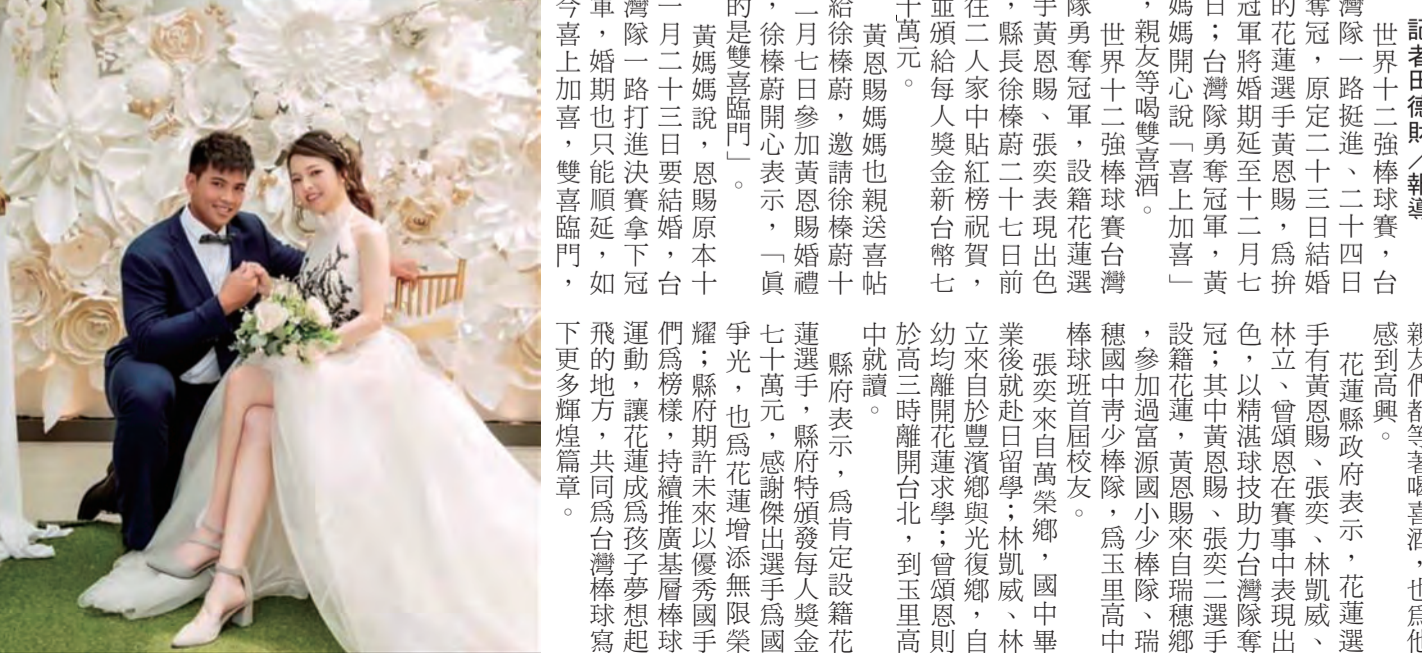 記者田德財／報導
世界十二強棒球賽，台
灣隊一路挺進、二十四日
奪冠，原定二十三日結婚
的花蓮選手黃恩賜，爲拚
冠軍將婚期延至十二月七
日；台灣隊勇奪冠軍，黃
媽媽開心說「喜上加喜」
，親友等喝雙喜酒。
世界十二強棒球賽台灣
隊勇奪冠軍，設籍花蓮選
手黃恩賜、張奕表現出色
，縣長徐榛蔚二十七日前
往二人家中貼紅榜祝賀，
並頒給每人獎金新台幣七
十萬元。
黃恩賜媽媽也親送喜帖
給徐榛蔚，邀請徐榛蔚十
二月七日參加黃恩賜婚禮
，徐榛蔚開心表示，「眞
的是雙喜臨門」。
黃媽媽說，恩賜原本十
一月二十三日要結婚，台
灣隊一路打進決賽拿下冠
軍，婚期也只能順延，如
今喜上加喜，雙喜臨門，
親友們都等著喝喜酒，也爲他
感到高興。
花蓮縣政府表示，花蓮選
手有黃恩賜、張奕、林凱威、
林立、曾頌恩在賽事中表現出
色，以精湛球技助力台灣隊奪
冠；其中黃恩賜、張奕二選手
設籍花蓮，黃恩賜來自瑞穗鄉
，參加過富源國小少棒隊、瑞
穗國中靑少棒隊，爲玉里高中
棒球班首屆校友。
張奕來自萬榮鄉，國中畢
業後就赴日留學；林凱威、林
立來自於豐濱鄉與光復鄉，自
幼均離開花蓮求學；曾頌恩則
於高三時離開台北，到玉里高
中就讀。
縣府表示，爲肯定設籍花
蓮選手，縣府特頒發每人獎金
七十萬元，感謝傑出選手爲國
爭光，也爲花蓮增添無限榮
耀；縣府期許未來以優秀國手
們爲榜樣，持續推廣基層棒球
運動，讓花蓮成爲孩子夢想起
飛的地方，共同爲台灣棒球寫
下更多輝煌篇章。